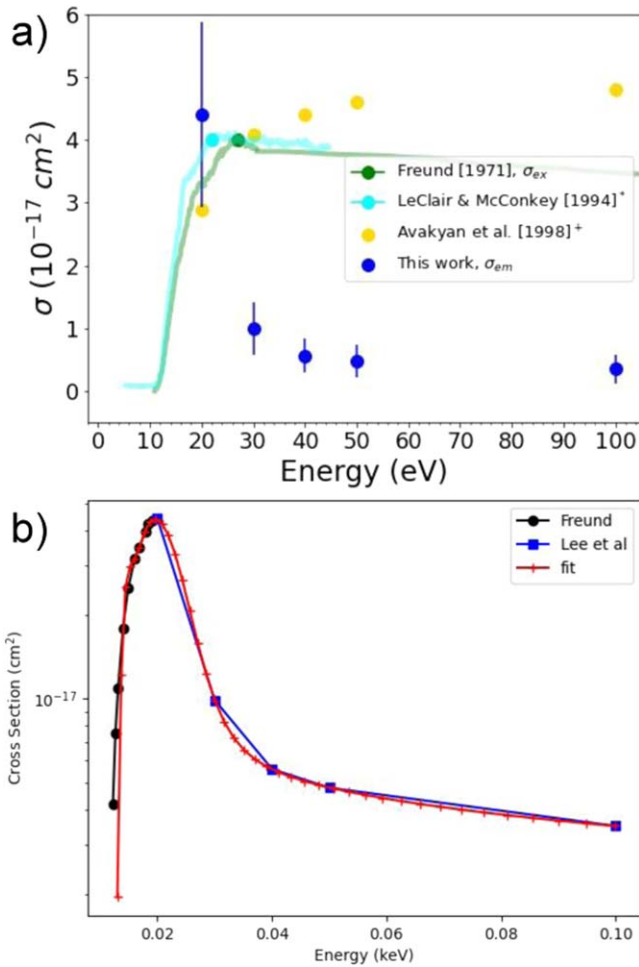 a)
6
5
4
3
2
1
0
σ (10⁻¹⁷ cm²)
Freund [1971], σₑₓ
LeClair & McConkey [1994]*
Avakyan et al. [1998]⁺
This work, σₑₘ
0 10 20 30 40 50 60 70 80 90 100
Energy (eV)
b)
Freund
Lee et al
fit
10⁻¹⁷
Cross Section (cm²)
0.02 0.04 0.06 0.08 0.10
Energy (keV)